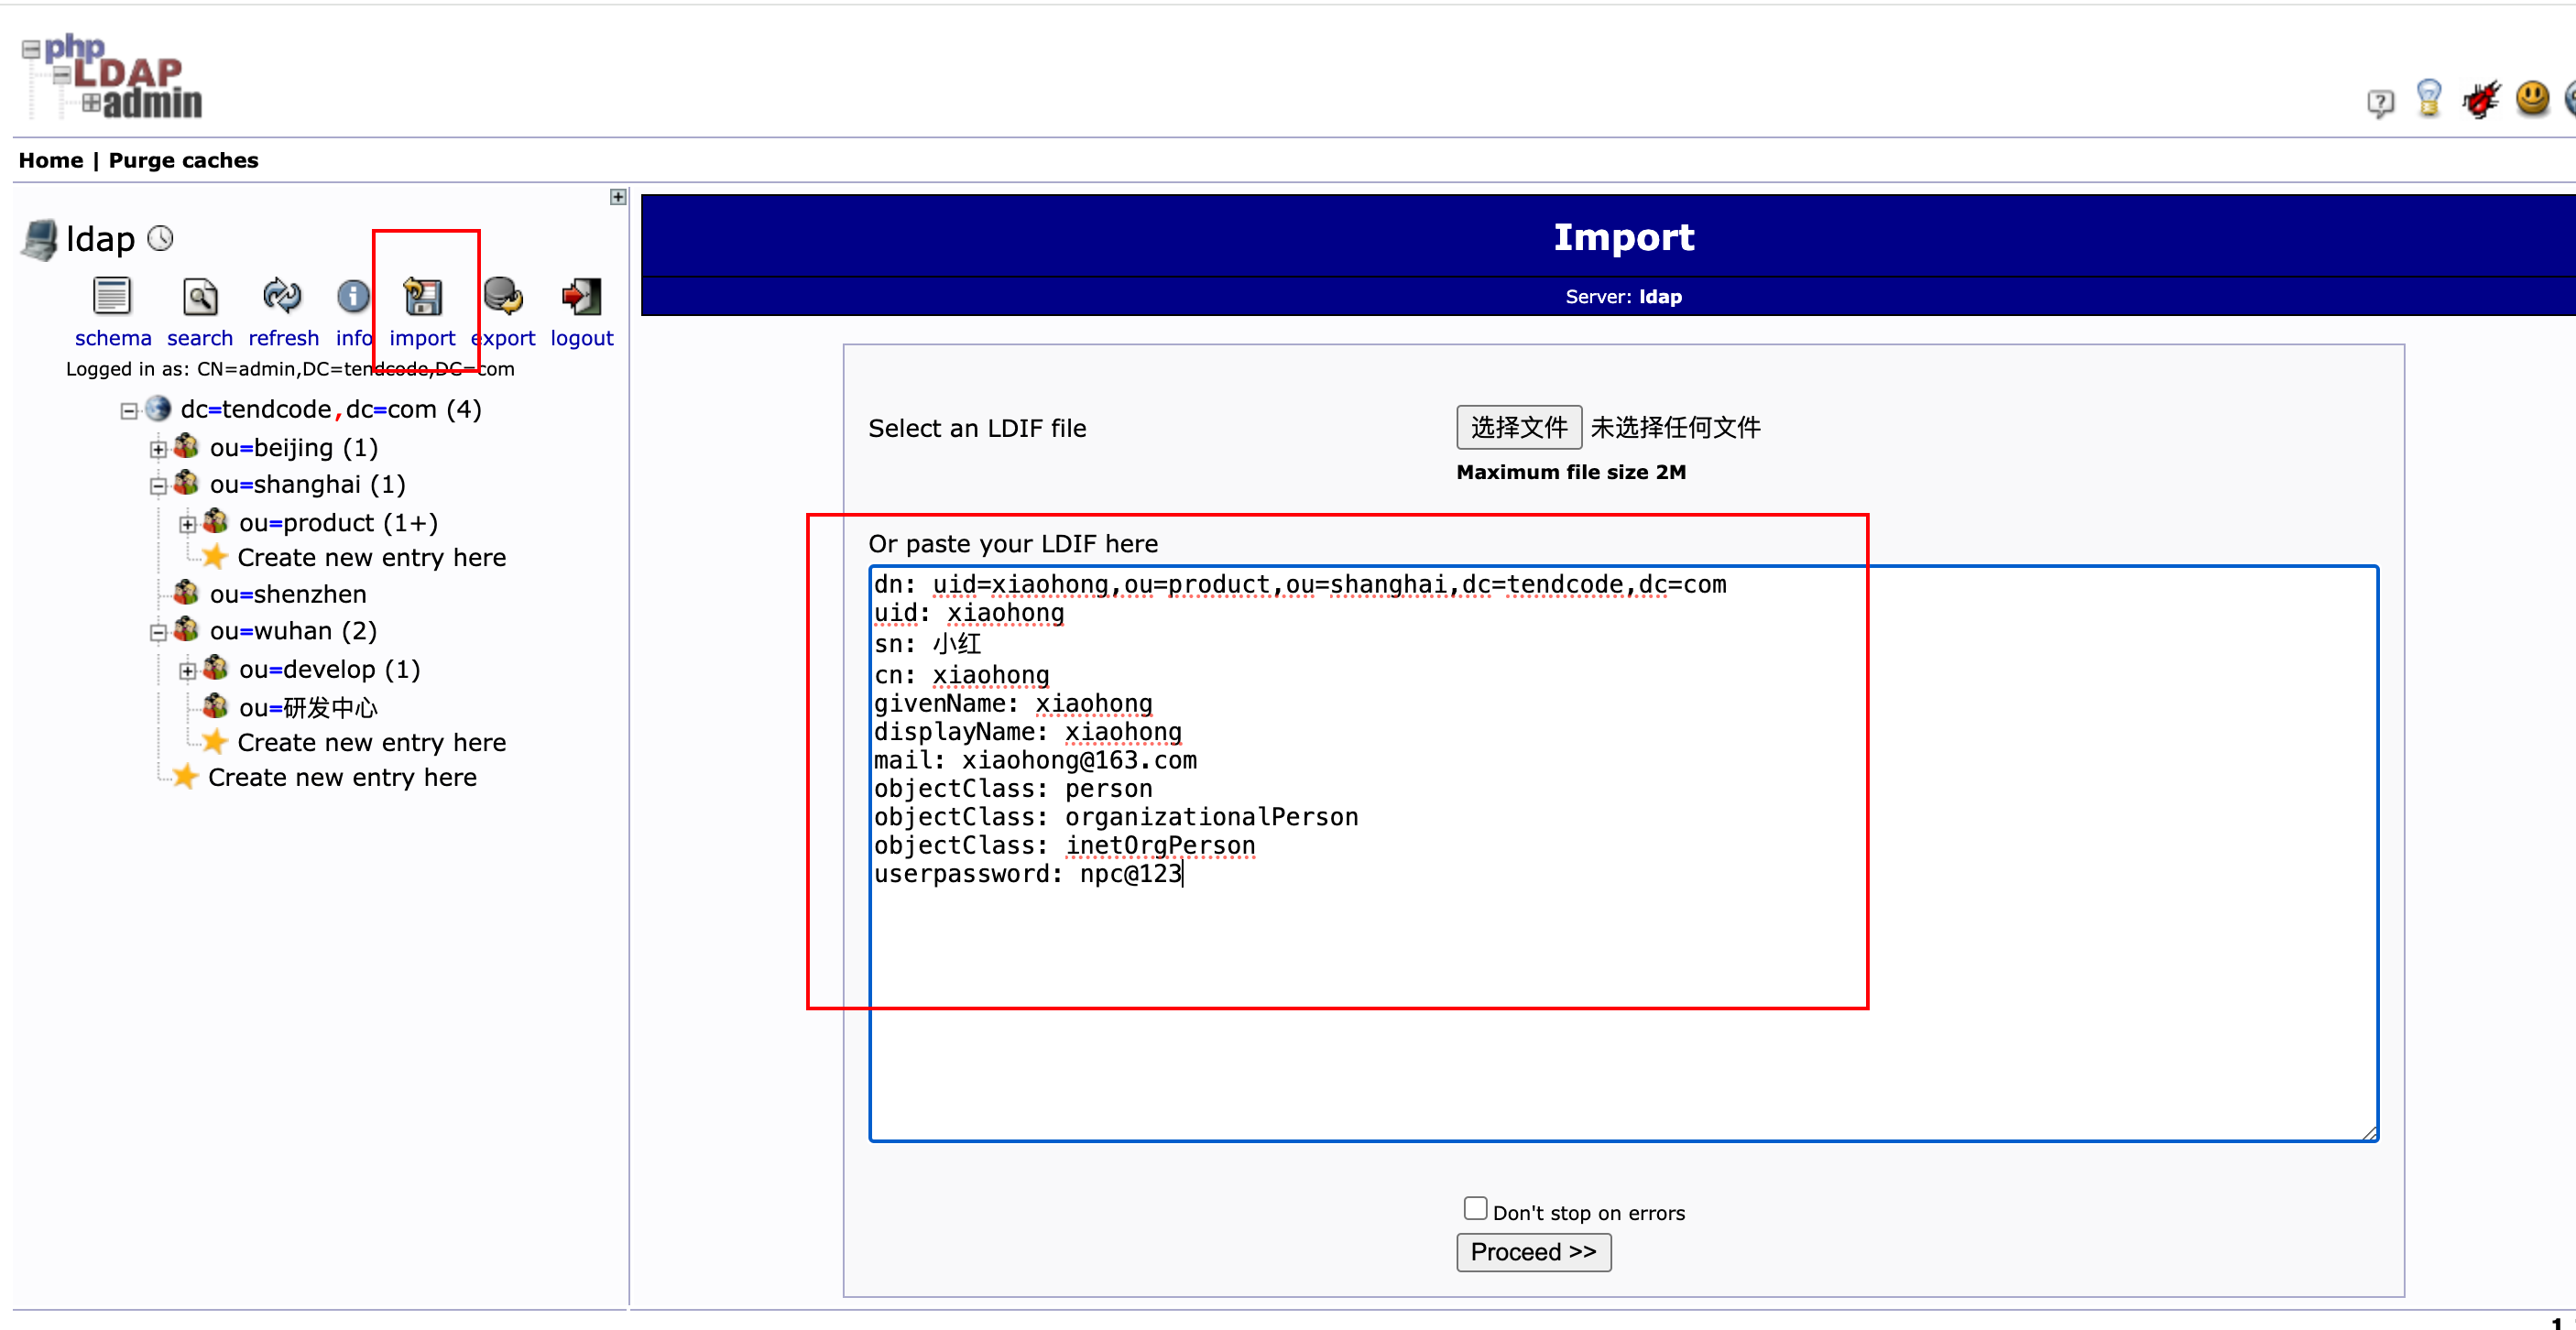 php
LDAP
admin
Home | Purge caches
ldap
schema search refresh info import export logout
Logged in as: CN=admin,DC=tendcode,DC=com
dc=tendcode,dc=com (4)
ou=beijing (1)
ou=shanghai (1)
ou=product (1+)
Create new entry here
ou=shenzhen
ou=wuhan (2)
ou=develop (1)
ou=研发中心
Create new entry here
Create new entry here
Import
Server: ldap
Select an LDIF file 选择文件 未选择任何文件
Maximum file size 2M
Or paste your LDIF here
dn: uid=xiaohong,ou=product,ou=shanghai,dc=tendcode,dc=com
uid: xiaohong
sn: 小红
cn: xiaohong
givenName: xiaohong
displayName: xiaohong
mail: xiaohong@163.com
objectClass: person
objectClass: organizationalPerson
objectClass: inetOrgPerson
userpassword: npc@123
Don't stop on errors
Proceed >>
1